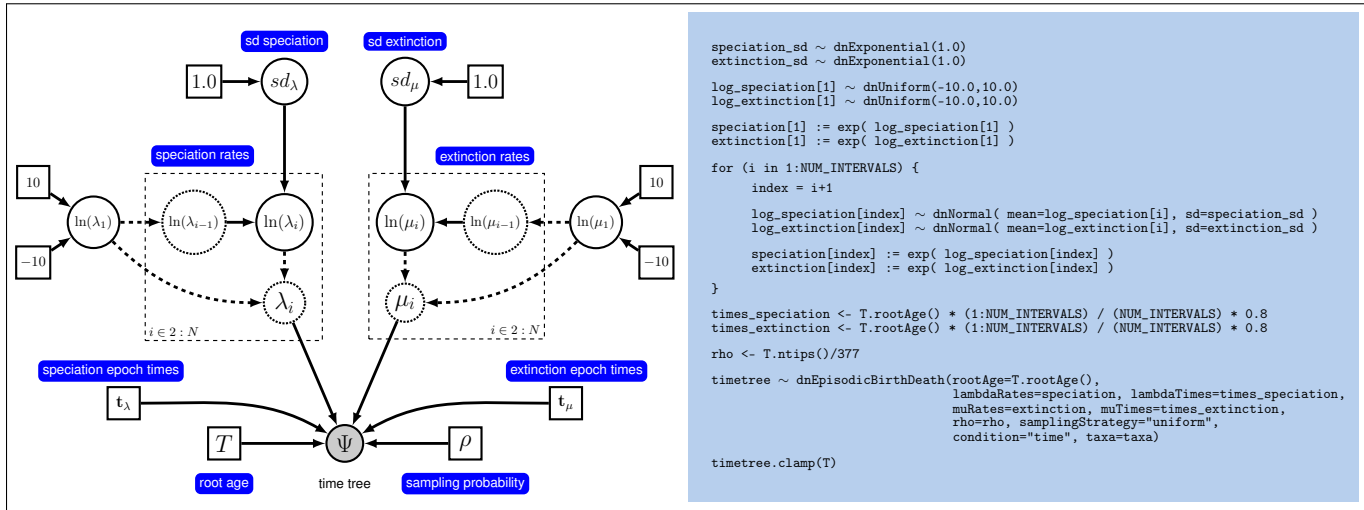 sd speciation
sd extinction
1.0
sd_λ
sd_μ
1.0
speciation rates
extinction rates
10
10
ln(λ₁)
ln(λᵢ₋₁)
ln(λᵢ)
ln(μᵢ)
ln(μᵢ₋₁)
ln(μ₁)
−10
−10
λᵢ
μᵢ
i ∈ 2 : N
i ∈ 2 : N
speciation epoch times
extinction epoch times
t_λ
t_μ
T
Ψ
ρ
root age
time tree
sampling probability
speciation_sd ∼ dnExponential(1.0)
extinction_sd ∼ dnExponential(1.0)
log_speciation[1] ∼ dnUniform(-10.0,10.0)
log_extinction[1] ∼ dnUniform(-10.0,10.0)
speciation[1] := exp( log_speciation[1] )
extinction[1] := exp( log_extinction[1] )
for (i in 1:NUM_INTERVALS) {
index = i+1
log_speciation[index] ∼ dnNormal( mean=log_speciation[i], sd=speciation_sd )
log_extinction[index] ∼ dnNormal( mean=log_extinction[i], sd=extinction_sd )
speciation[index] := exp( log_speciation[index] )
extinction[index] := exp( log_extinction[index] )
}
times_speciation <- T.rootAge() * (1:NUM_INTERVALS) / (NUM_INTERVALS) * 0.8
times_extinction <- T.rootAge() * (1:NUM_INTERVALS) / (NUM_INTERVALS) * 0.8
rho <- T.ntips()/377
timetree ∼ dnEpisodicBirthDeath(rootAge=T.rootAge(),
lambdaRates=speciation, lambdaTimes=times_speciation,
muRates=extinction, muTimes=times_extinction,
rho=rho, samplingStrategy="uniform",
condition="time", taxa=taxa)
timetree.clamp(T)